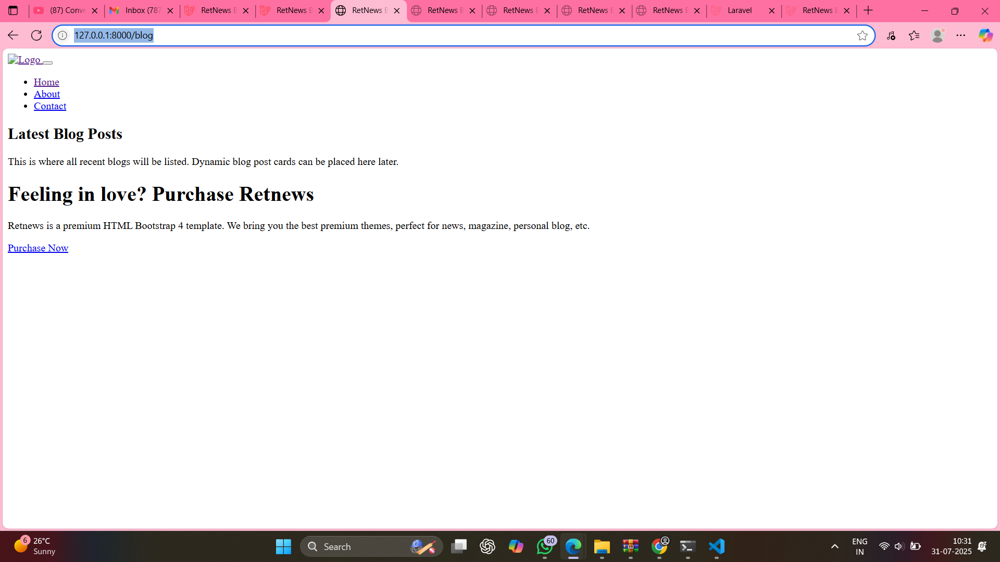 (87) Conve
Inbox (787
RetNews B
RetNews B
RetNews B
RetNews B
RetNews B
RetNews B
RetNews B
Laravel
RetNews B
127.0.0.1:8000/blog
Logo
Home
About
Contact
Latest Blog Posts
This is where all recent blogs will be listed. Dynamic blog post cards can be placed here later.
Feeling in love? Purchase Retnews
Retnews is a premium HTML Bootstrap 4 template. We bring you the best premium themes, perfect for news, magazine, personal blog, etc.
Purchase Now
6
26°C
Sunny
Search
60
ENG
IN
10:31
31-07-2025